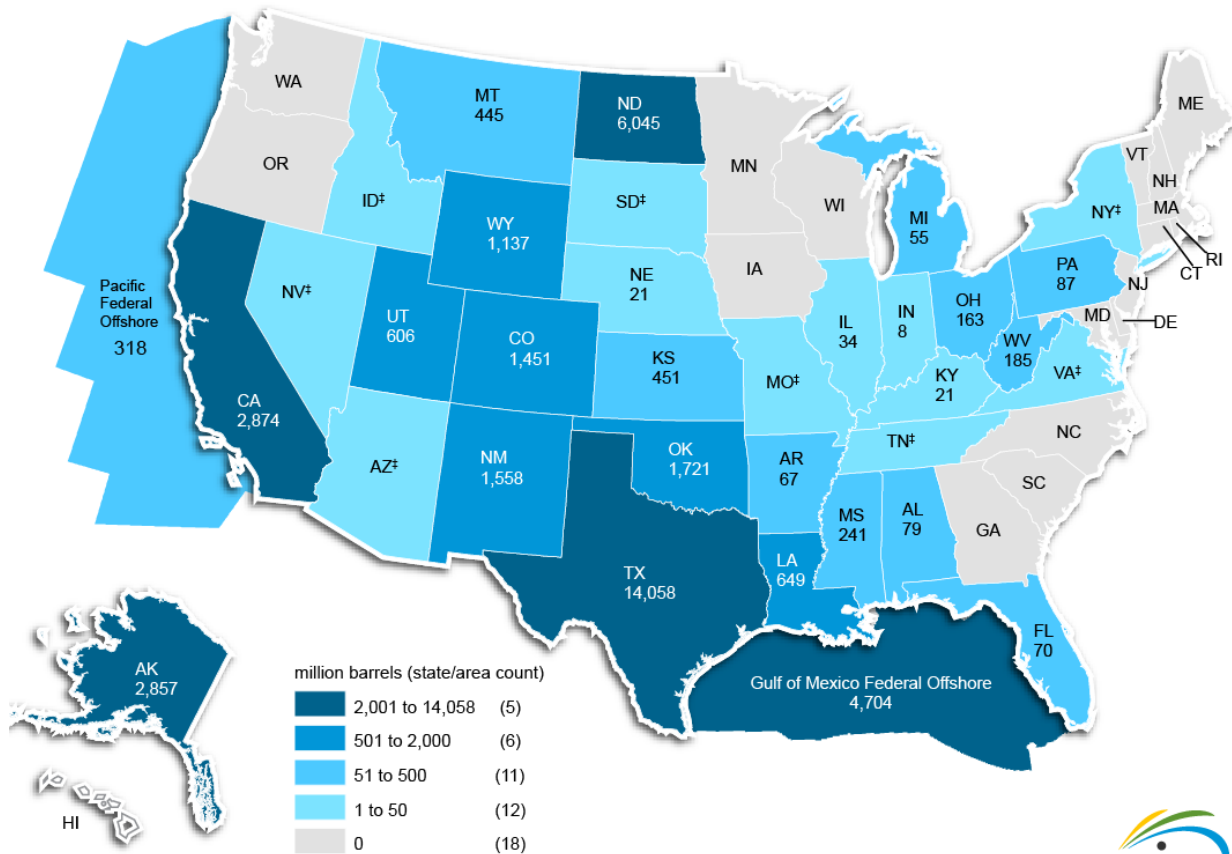 WA
MT
445
ND
6,045
MN
ME
VT
NH
OR
ID‡
SD‡
WI
MI
55
NY‡
MA
RI
CT
WY
1,137
NE
21
IA
PA
87
NJ
Pacific
Federal
Offshore
318
NV‡
UT
606
CO
1,451
IL
34
IN
8
OH
163
MD
DE
WV
185
KS
451
MO‡
KY
21
VA‡
CA
2,874
AZ‡
NM
1,558
OK
1,721
AR
67
TN‡
NC
SC
MS
241
AL
79
GA
TX
14,058
LA
649
FL
70
Gulf of Mexico Federal Offshore
4,704
AK
2,857
HI
million barrels (state/area count)
2,001 to 14,058 (5)
501 to 2,000 (6)
51 to 500 (11)
1 to 50 (12)
0 (18)